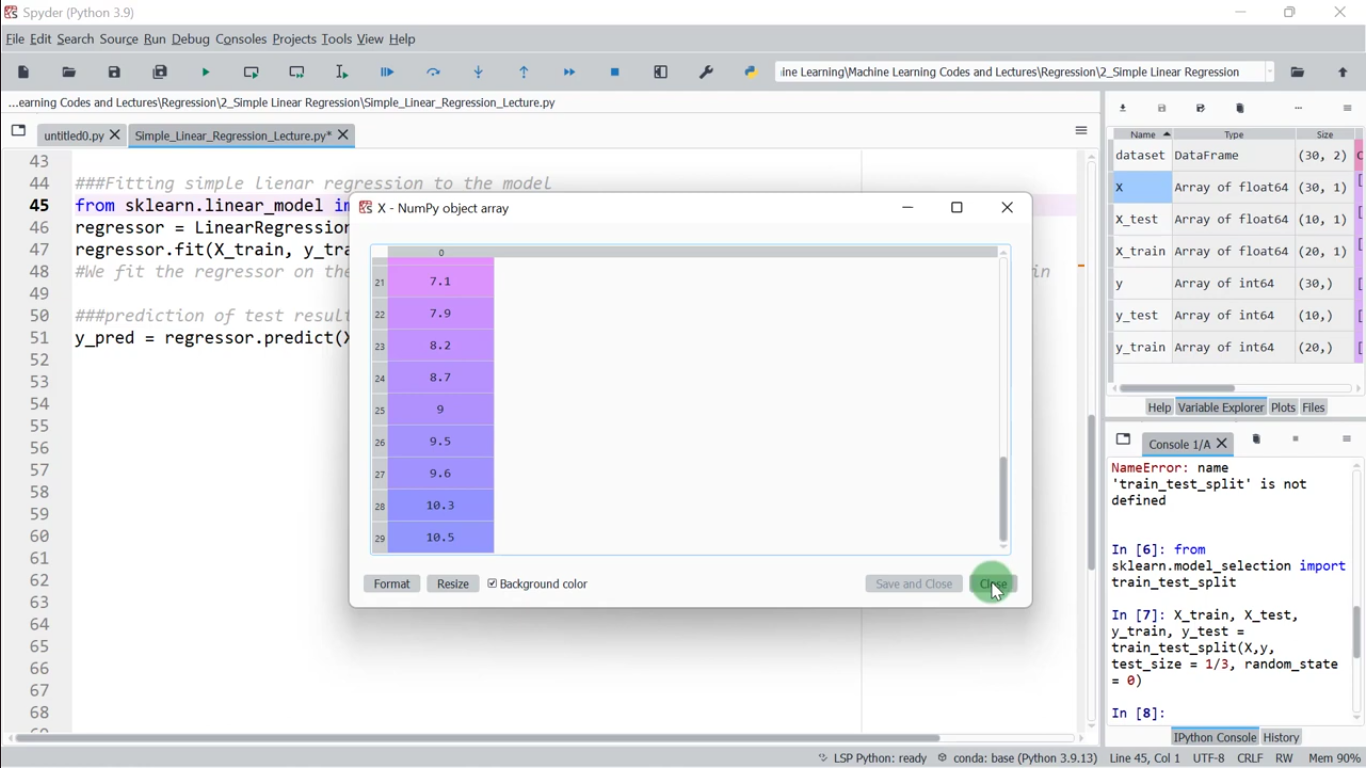 Spyder (Python 3.9)
File Edit Search Source Run Debug Consoles Projects Tools View Help
ine Learning\Machine Learning Codes and Lectures\Regression\2_Simple Linear Regression
...earning Codes and Lectures\Regression\2_Simple Linear Regression\Simple_Linear_Regression_Lecture.py
untitled0.py Simple_Linear_Regression_Lecture.py*
43
44 ###Fitting simple lienar regression to the model
45 from sklearn.linear_model im
46 regressor = LinearRegression
47 regressor.fit(X_train, y_tra
48 #We fit the regressor on the in
49
50 ###prediction of test result
51 y_pred = regressor.predict(X
52
53
54
55
56
57
58
59
60
61
62
63
64
65
66
67
68
X - NumPy object array
0
21 7.1
22 7.9
23 8.2
24 8.7
25 9
26 9.5
27 9.6
28 10.3
29 10.5
Format Resize Background color Save and Close Close
Name Type Size
dataset DataFrame (30, 2)
X Array of float64 (30, 1)
X_test Array of float64 (10, 1)
X_train Array of float64 (20, 1)
y Array of int64 (30,)
y_test Array of int64 (10,)
y_train Array of int64 (20,)
Help Variable Explorer Plots Files
Console 1/A
NameError: name
'train_test_split' is not
defined
In [6]: from
sklearn.model_selection import
train_test_split
In [7]: X_train, X_test,
y_train, y_test =
train_test_split(X,y,
test_size = 1/3, random_state
= 0)
In [8]:
IPython Console History
LSP Python: ready conda: base (Python 3.9.13) Line 45, Col 1 UTF-8 CRLF RW Mem 90%